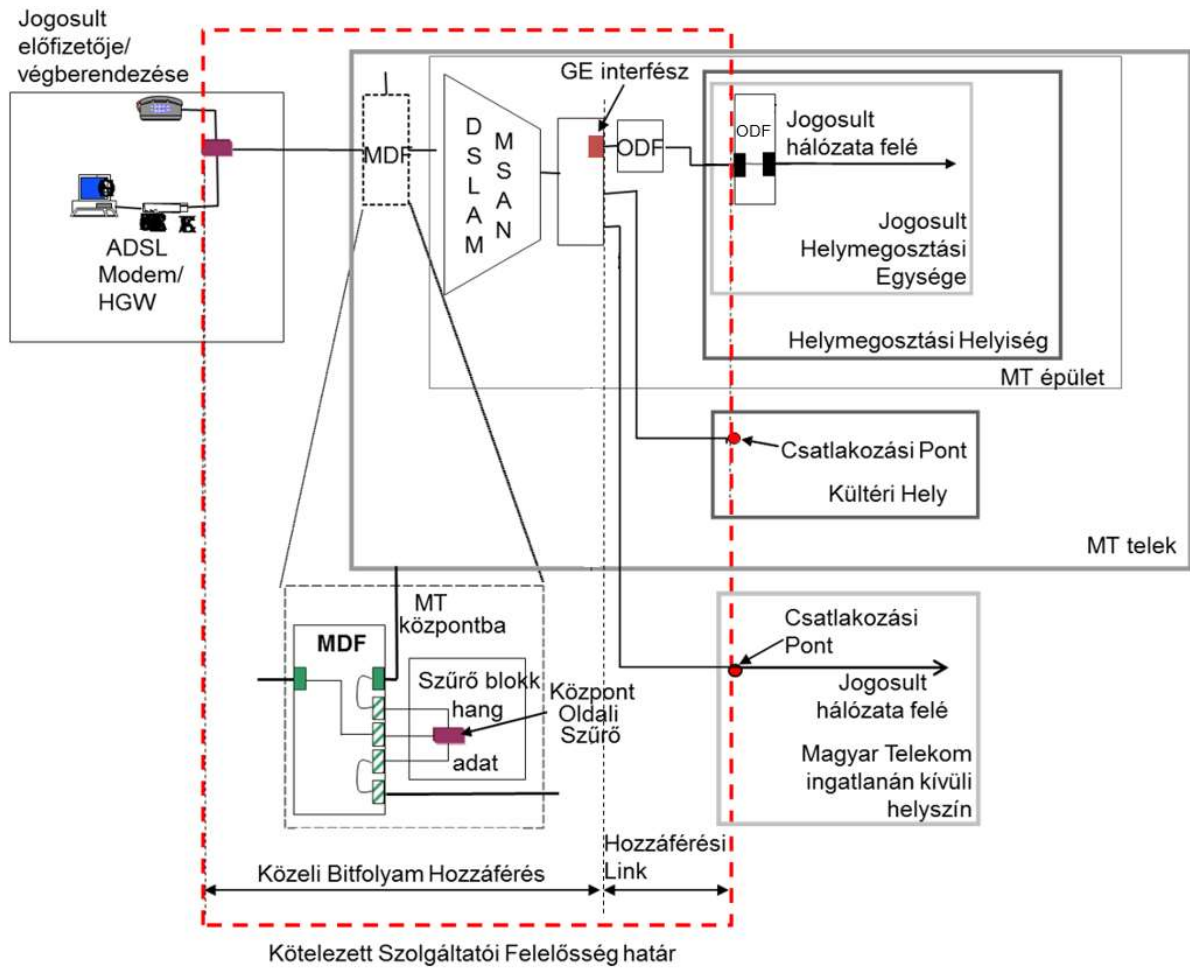 Jogosult
előfizetője/
végberendezése
ADSL
Modem/
HGW
MDF
DSLAM
MSAN
GE interfész
ODF
ODF
Jogosult
hálózata felé
Jogosult
Helymegosztási
Egysége
Helymegosztási Helyiség
MT épület
Csatlakozási Pont
Kültéri Hely
MT telek
MT
központba
MDF
Szűrő blokk
hang
adat
Központ
Oldali
Szűrő
Csatlakozási
Pont
Jogosult
hálózata felé
Magyar Telekom
ingatlanán kívüli
helyszín
Közeli Bitfolyam Hozzáférés
Hozzáférési
Link
Kötelezett Szolgáltatói Felelősség határ